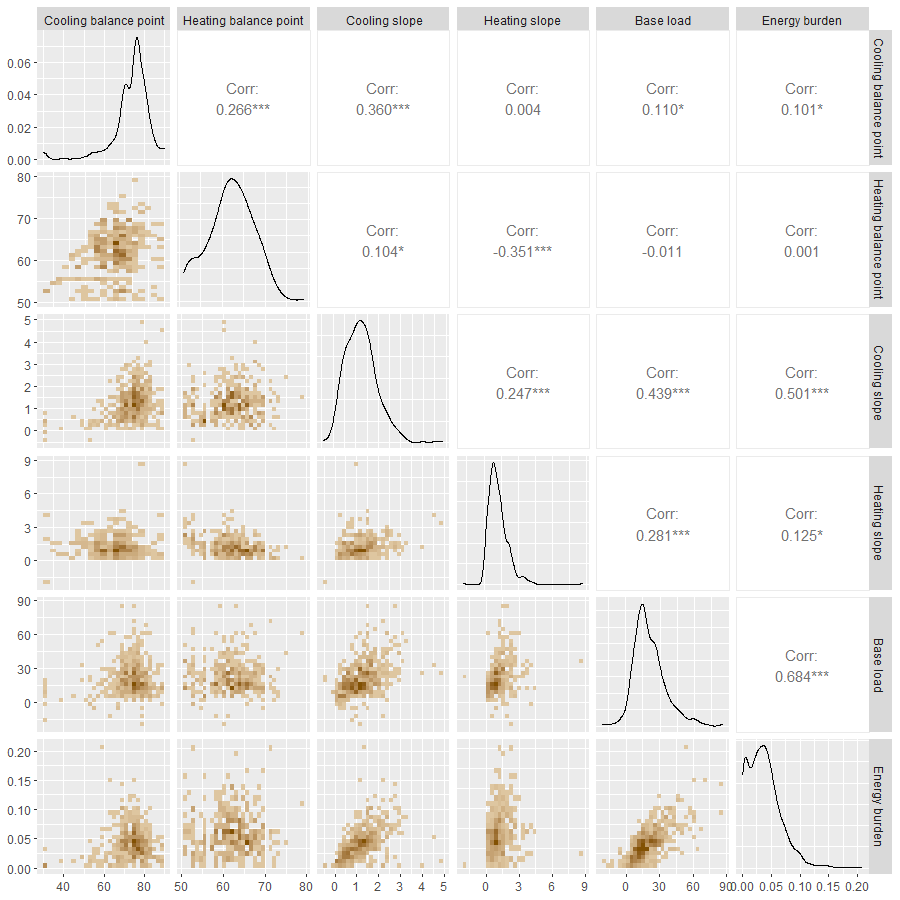 Cooling balance point
Heating balance point
Cooling slope
Heating slope
Base load
Energy burden
0.06
0.04
0.02
0.00
Corr:
0.266***
Corr:
0.360***
Corr:
0.004
Corr:
0.110*
Corr:
0.101*
Cooling balance point
80
70
60
50
Corr:
0.104*
Corr:
-0.351***
Corr:
-0.011
Corr:
0.001
Heating balance point
5
4
3
2
1
0
Corr:
0.247***
Corr:
0.439***
Corr:
0.501***
Cooling slope
9
6
3
0
Corr:
0.281***
Corr:
0.125*
Heating slope
90
60
30
0
Corr:
0.684***
Base load
0.20
0.15
0.10
0.05
0.00
Energy burden
40 60 80
50 60 70 80
0 1 2 3 4 5
0 3 6 9
0 30 60 90
0.00 0.05 0.10 0.15 0.20